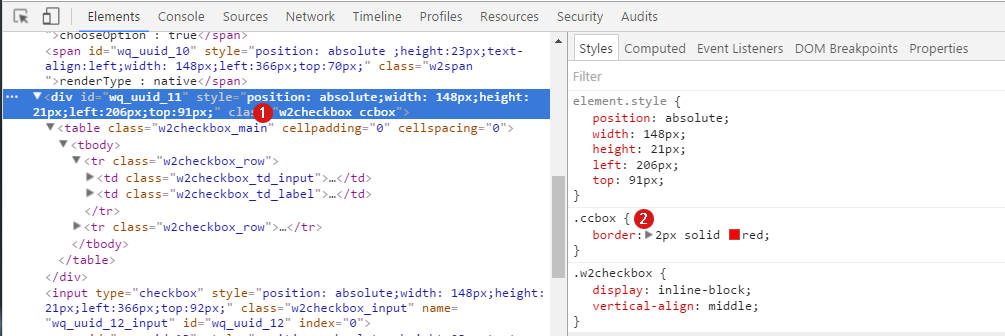 Elements Console Sources Network Timeline Profiles Resources Security Audits
">chooseOption : true</span>
<span id="wq_uuid_10" style="position: absolute ;height:23px;text-
align:left;width: 148px;left:366px;top:70px;" class="w2span
">renderType : native</span>
… ▼<div id="wq_uuid_11" style="position: absolute;width: 148px;height:
21px;left:206px;top:91px;" clas 1 "w2checkbox ccbox">
▼<table class="w2checkbox_main" cellpadding="0" cellspacing="0">
▼<tbody>
▼<tr class="w2checkbox_row">
▶<td class="w2checkbox_td_input">…</td>
▶<td class="w2checkbox_td_label">…</td>
</tr>
▶<tr class="w2checkbox_row">…</tr>
</tbody>
</table>
</div>
<input type="checkbox" style="position: absolute;width: 148px;height:
21px;left:366px;top:92px;" class="w2checkbox_input" name=
"wq_uuid_12_input" id="wq_uuid_12" index="0">
Styles Computed Event Listeners DOM Breakpoints Properties
Filter
element.style {
position: absolute;
width: 148px;
height: 21px;
left: 206px;
top: 91px;
}
.ccbox { 2
border:▶2px solid red;
}
.w2checkbox {
display: inline-block;
vertical-align: middle;
}